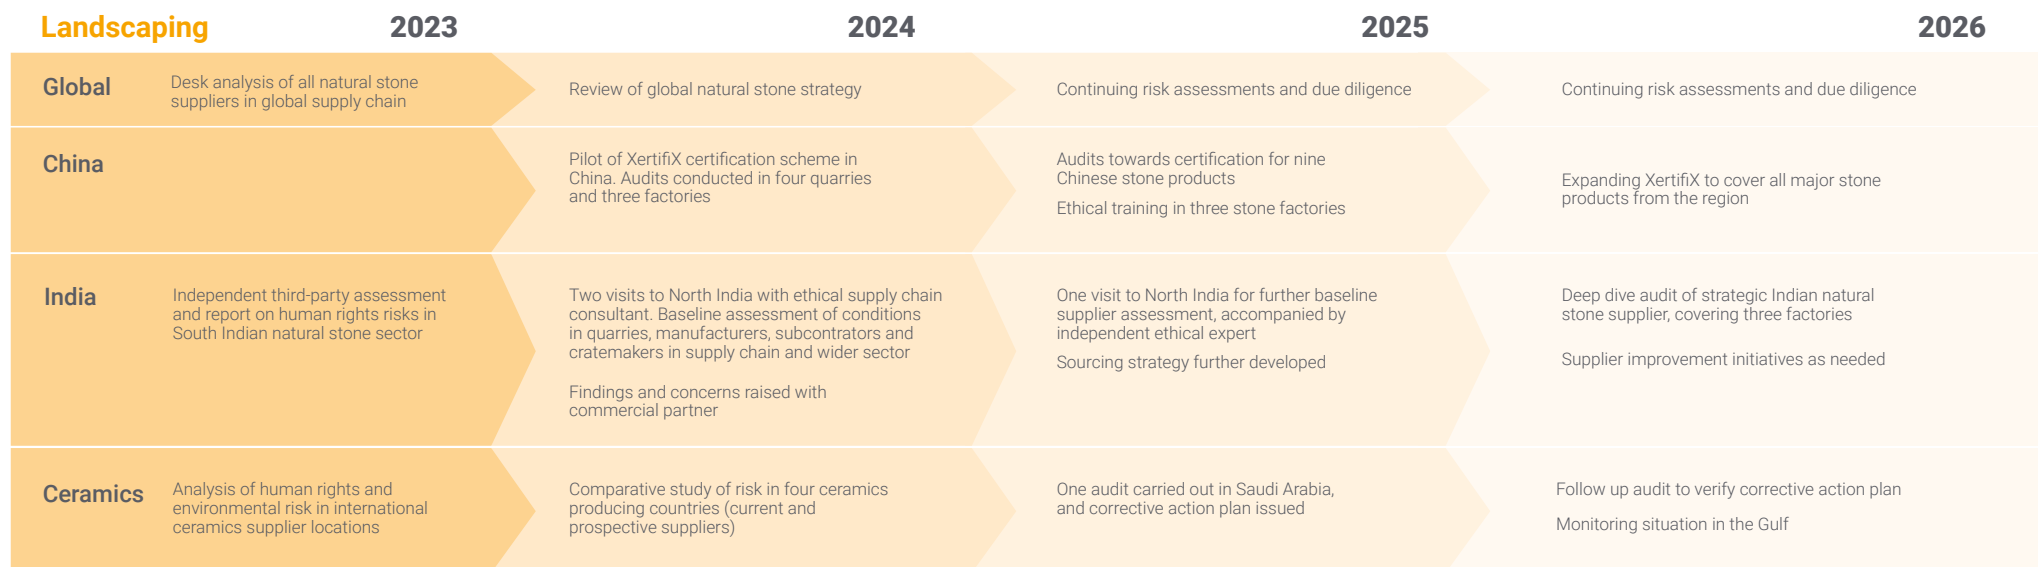 Landscaping 2023 2024 2025 2026
Global
Desk analysis of all natural stone
suppliers in global supply chain
Review of global natural stone strategy
Continuing risk assessments and due diligence
Continuing risk assessments and due diligence
China
Pilot of XertifiX certification scheme in
China. Audits conducted in four quarries
and three factories
Audits towards certification for nine
Chinese stone products
Ethical training in three stone factories
Expanding XertifiX to cover all major stone
products from the region
India
Independent third-party assessment
and report on human rights risks in
South Indian natural stone sector
Two visits to North India with ethical supply chain
consultant. Baseline assessment of conditions
in quarries, manufacturers, subcontrators and
cratemakers in supply chain and wider sector
Findings and concerns raised with
commercial partner
One visit to North India for further baseline
supplier assessment, accompanied by
independent ethical expert
Sourcing strategy further developed
Deep dive audit of strategic Indian natural
stone supplier, covering three factories
Supplier improvement initiatives as needed
Ceramics
Analysis of human rights and
environmental risk in international
ceramics supplier locations
Comparative study of risk in four ceramics
producing countries (current and
prospective suppliers)
One audit carried out in Saudi Arabia,
and corrective action plan issued
Follow up audit to verify corrective action plan
Monitoring situation in the Gulf